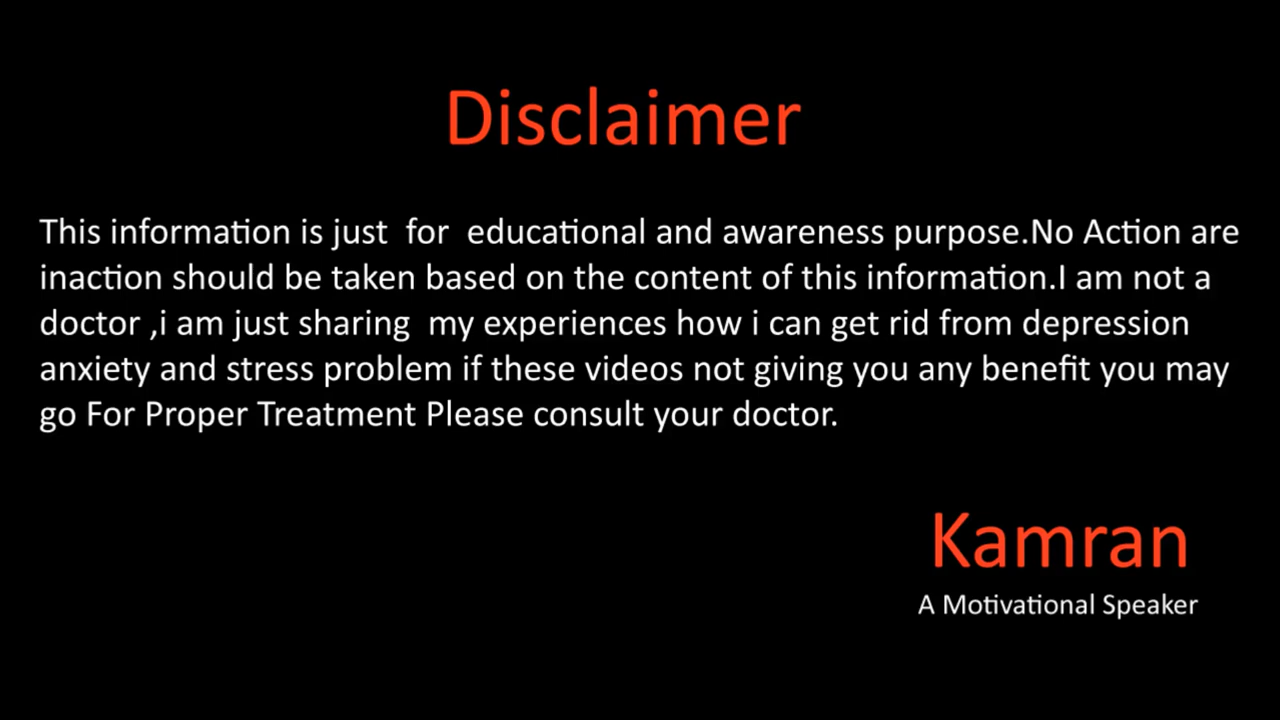 Disclaimer
This information is just  for  educational and awareness purpose.No Action are
inaction should be taken based on the content of this information.I am not a
doctor ,i am just sharing  my experiences how i can get rid from depression
anxiety and stress problem if these videos not giving you any benefit you may
go For Proper Treatment Please consult your doctor.
Kamran
A Motivational Speaker